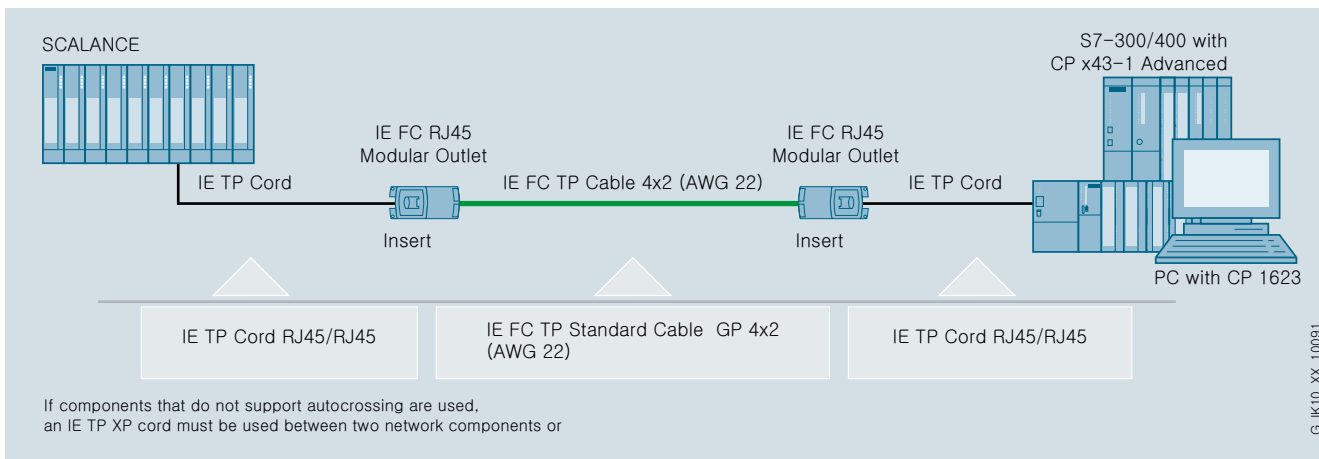 SCALANCE
S7-300/400 with
CP x43-1 Advanced
IE FC RJ45
Modular Outlet
IE FC RJ45
Modular Outlet
IE TP Cord
IE FC TP Cable 4x2 (AWG 22)
IE TP Cord
Insert
Insert
PC with CP 1623
IE TP Cord RJ45/RJ45
IE FC TP Standard Cable GP 4x2
(AWG 22)
IE TP Cord RJ45/RJ45
If components that do not support autocrossing are used,
an IE TP XP cord must be used between two network components or
G_IK10_XX_10091